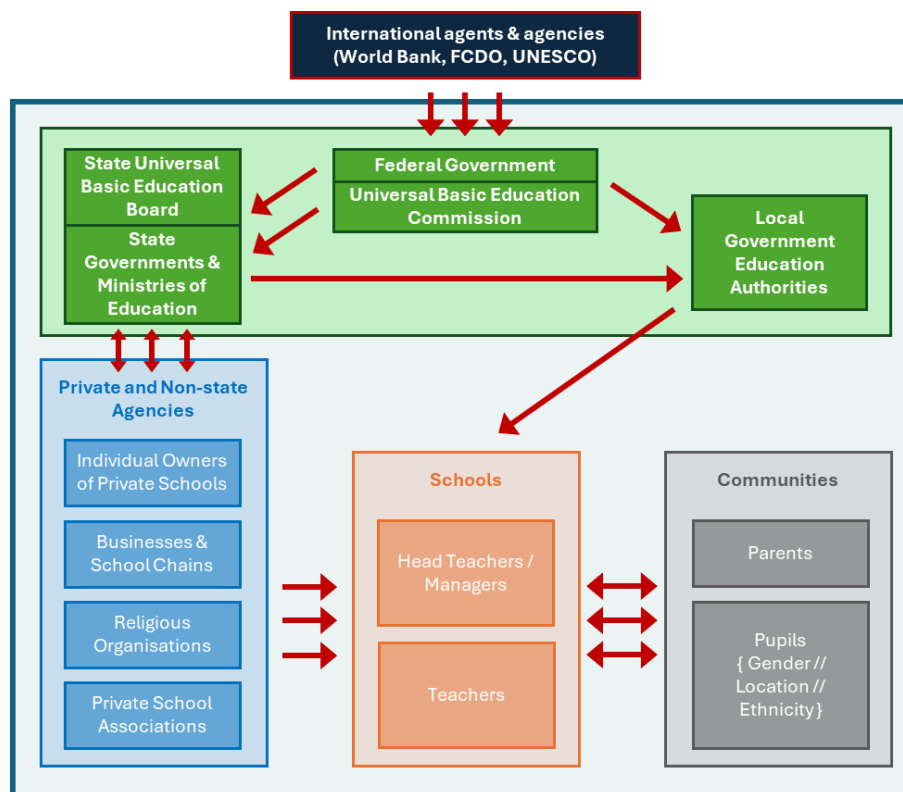 International agents & agencies
(World Bank, FCDO, UNESCO)
State Universal
Basic Education
Board
State
Governments &
Ministries of
Education
Federal Government
Universal Basic Education
Commission
Local
Government
Education
Authorities
Private and Non-state
Agencies
Individual Owners
of Private Schools
Businesses &
School Chains
Religious
Organisations
Private School
Associations
Schools
Head Teachers /
Managers
Teachers
Communities
Parents
Pupils
{ Gender //
Location //
Ethnicity}